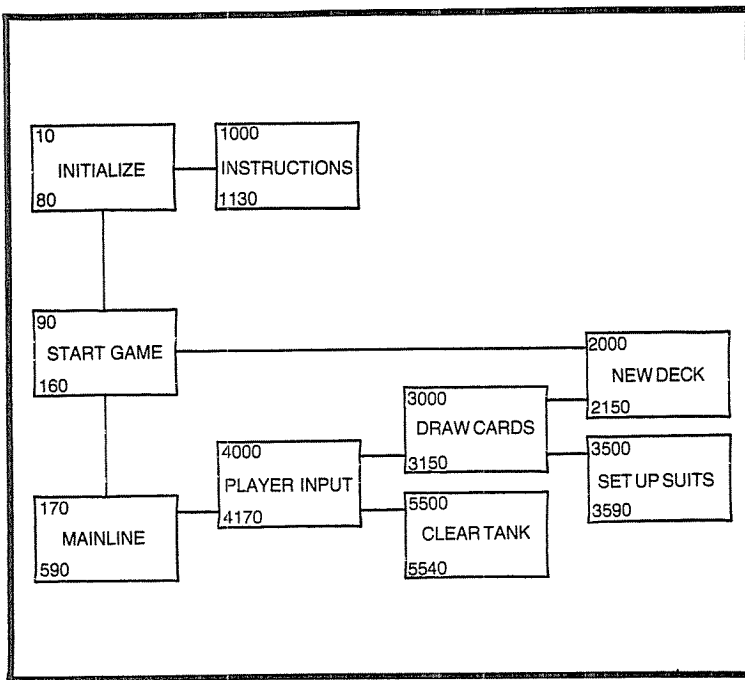 10
INITIALIZE
80
1000
INSTRUCTIONS
1130
90
START GAME
160
2000
NEW DECK
2150
3000
DRAW CARDS
3150
3500
SET UP SUITS
3590
4000
PLAYER INPUT
4170
5500
CLEAR TANK
5540
170
MAINLINE
590